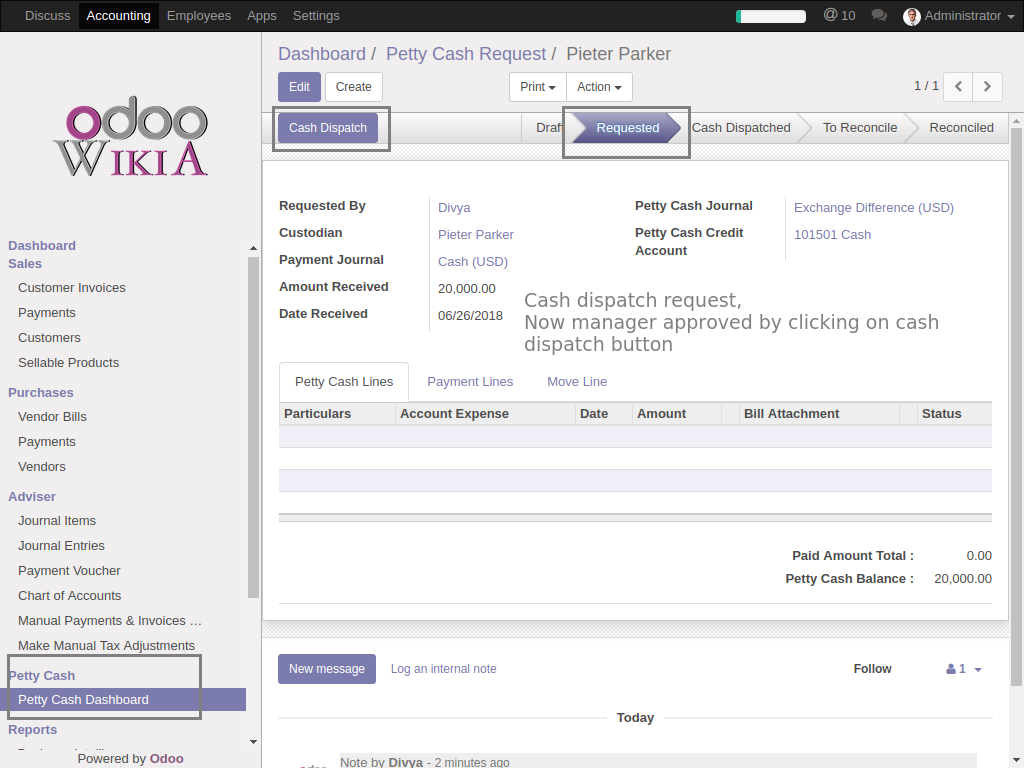 Discuss Accounting Employees Apps Settings @ 10 Administrator
odoo
WIKIA
Dashboard
Sales
Customer Invoices
Payments
Customers
Sellable Products
Purchases
Vendor Bills
Payments
Vendors
Adviser
Journal Items
Journal Entries
Payment Voucher
Chart of Accounts
Manual Payments & Invoices …
Make Manual Tax Adjustments
Petty Cash
Petty Cash Dashboard
Reports
Powered by Odoo
Dashboard / Petty Cash Request / Pieter Parker
Edit Create Print Action 1 / 1
Cash Dispatch Draft Requested Cash Dispatched To Reconcile Reconciled
Requested By Divya
Custodian Pieter Parker
Payment Journal Cash (USD)
Amount Received 20,000.00
Date Received 06/26/2018
Petty Cash Journal Exchange Difference (USD)
Petty Cash Credit 101501 Cash
Account
Cash dispatch request,
Now manager approved by clicking on cash
dispatch button
Petty Cash Lines Payment Lines Move Line
Particulars Account Expense Date Amount Bill Attachment Status
Paid Amount Total : 0.00
Petty Cash Balance : 20,000.00
New message Log an internal note Follow 1
Today
Note by Divya - 2 minutes ago